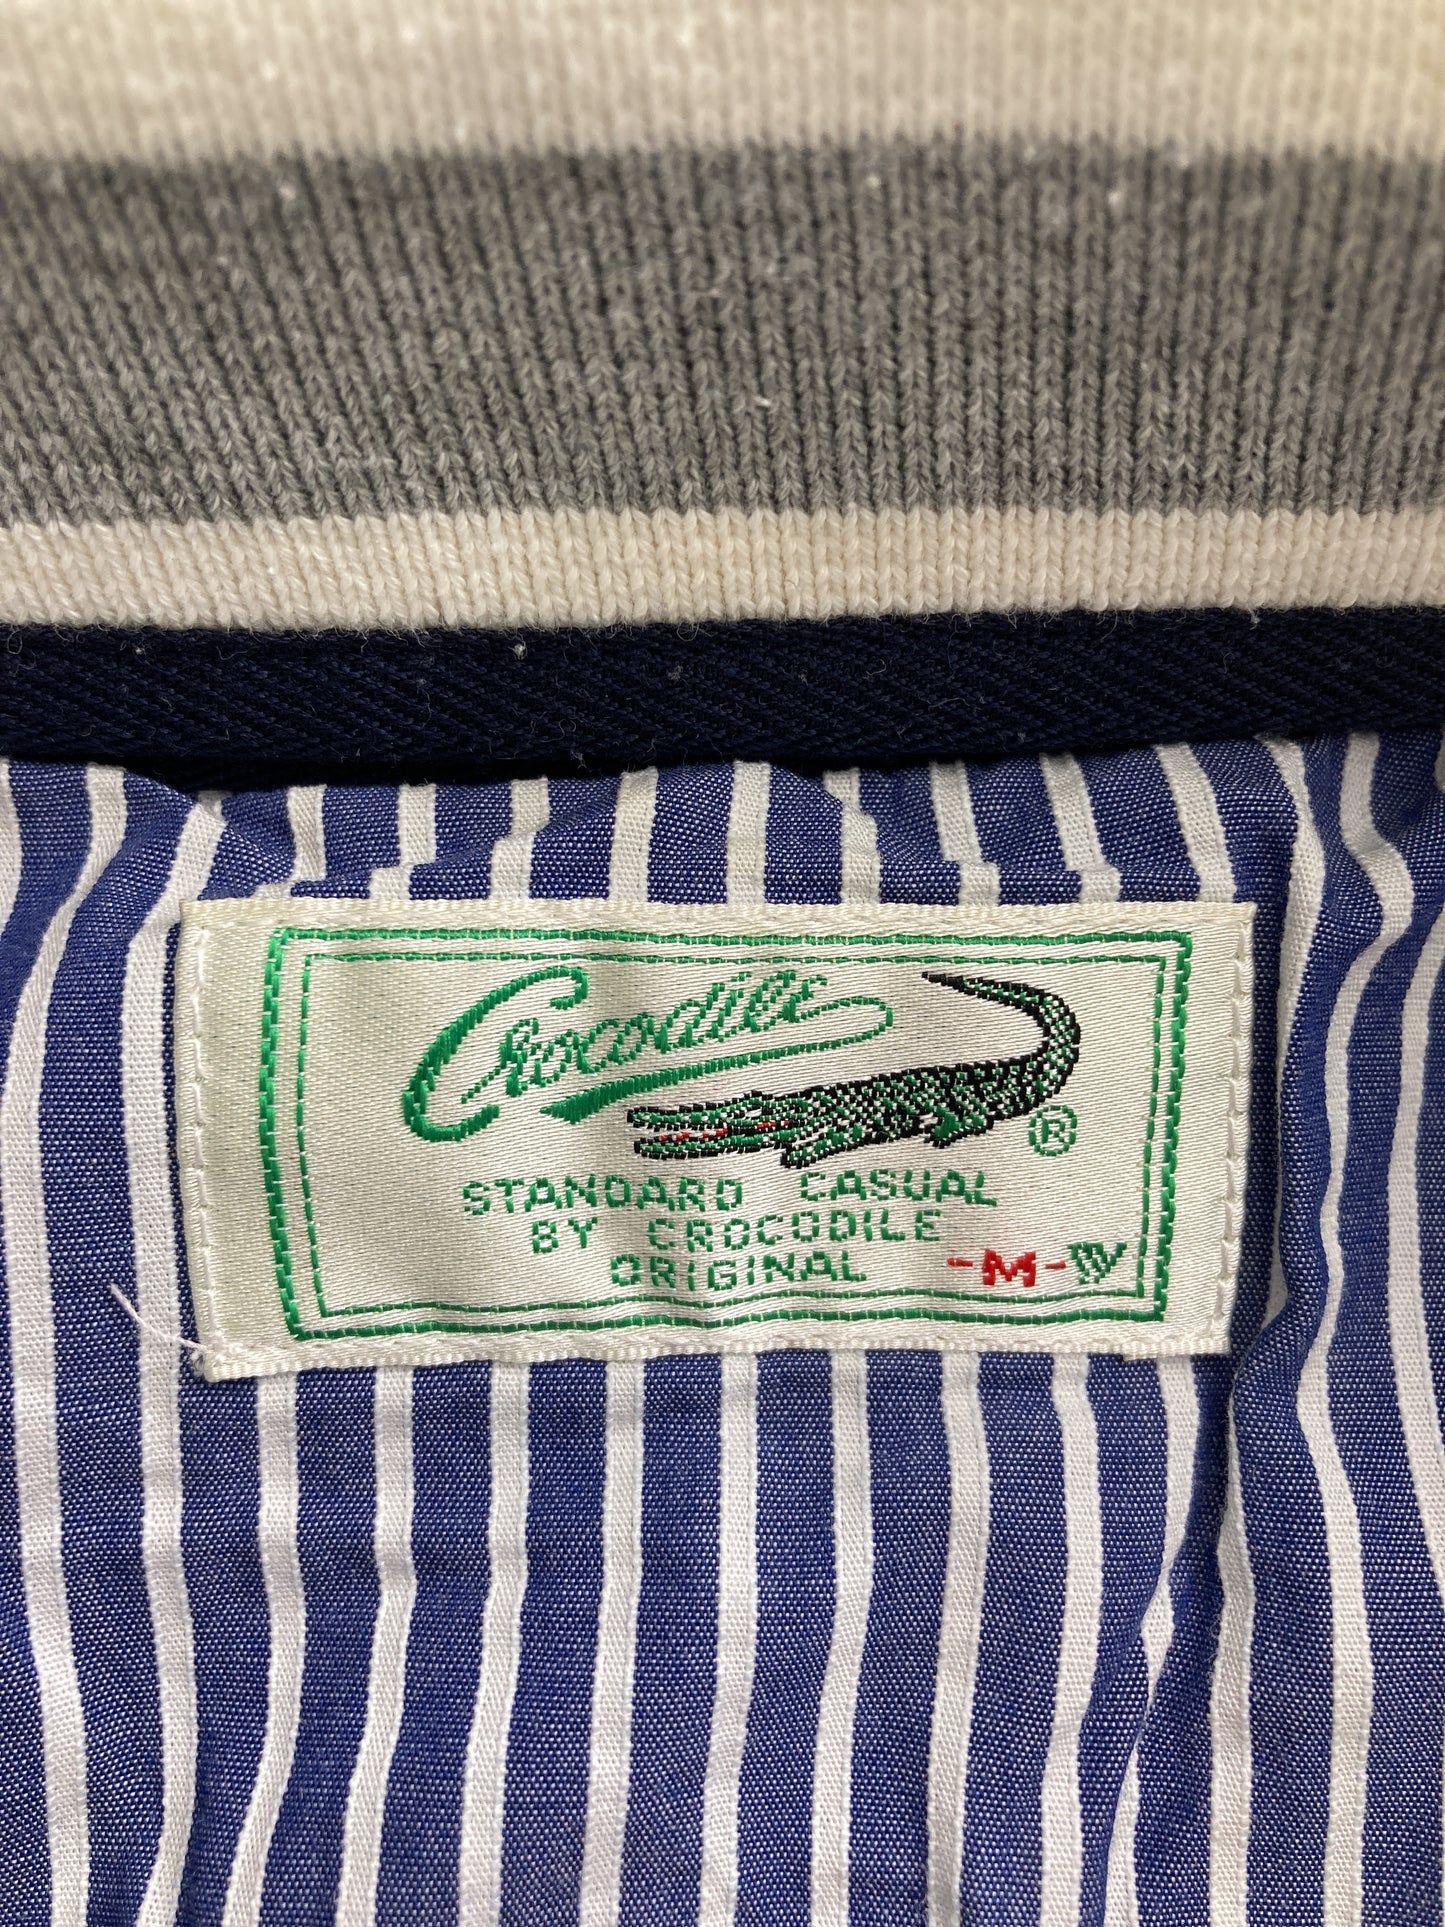 Crocodile
®
STANDARD CASUAL
BY CROCODILE
ORIGINAL -M-W